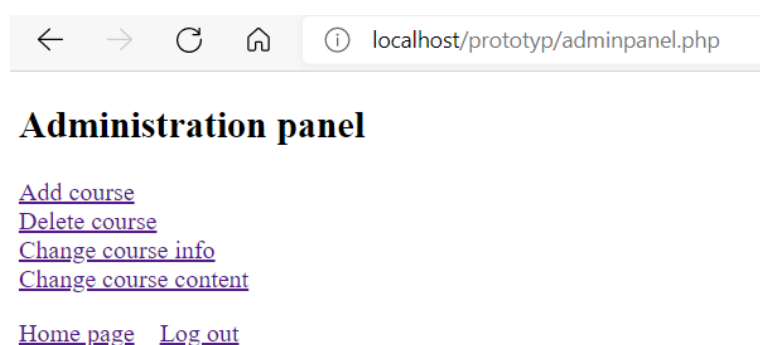 localhost/prototyp/adminpanel.php
Administration panel
Add course
Delete course
Change course info
Change course content
Home page Log out